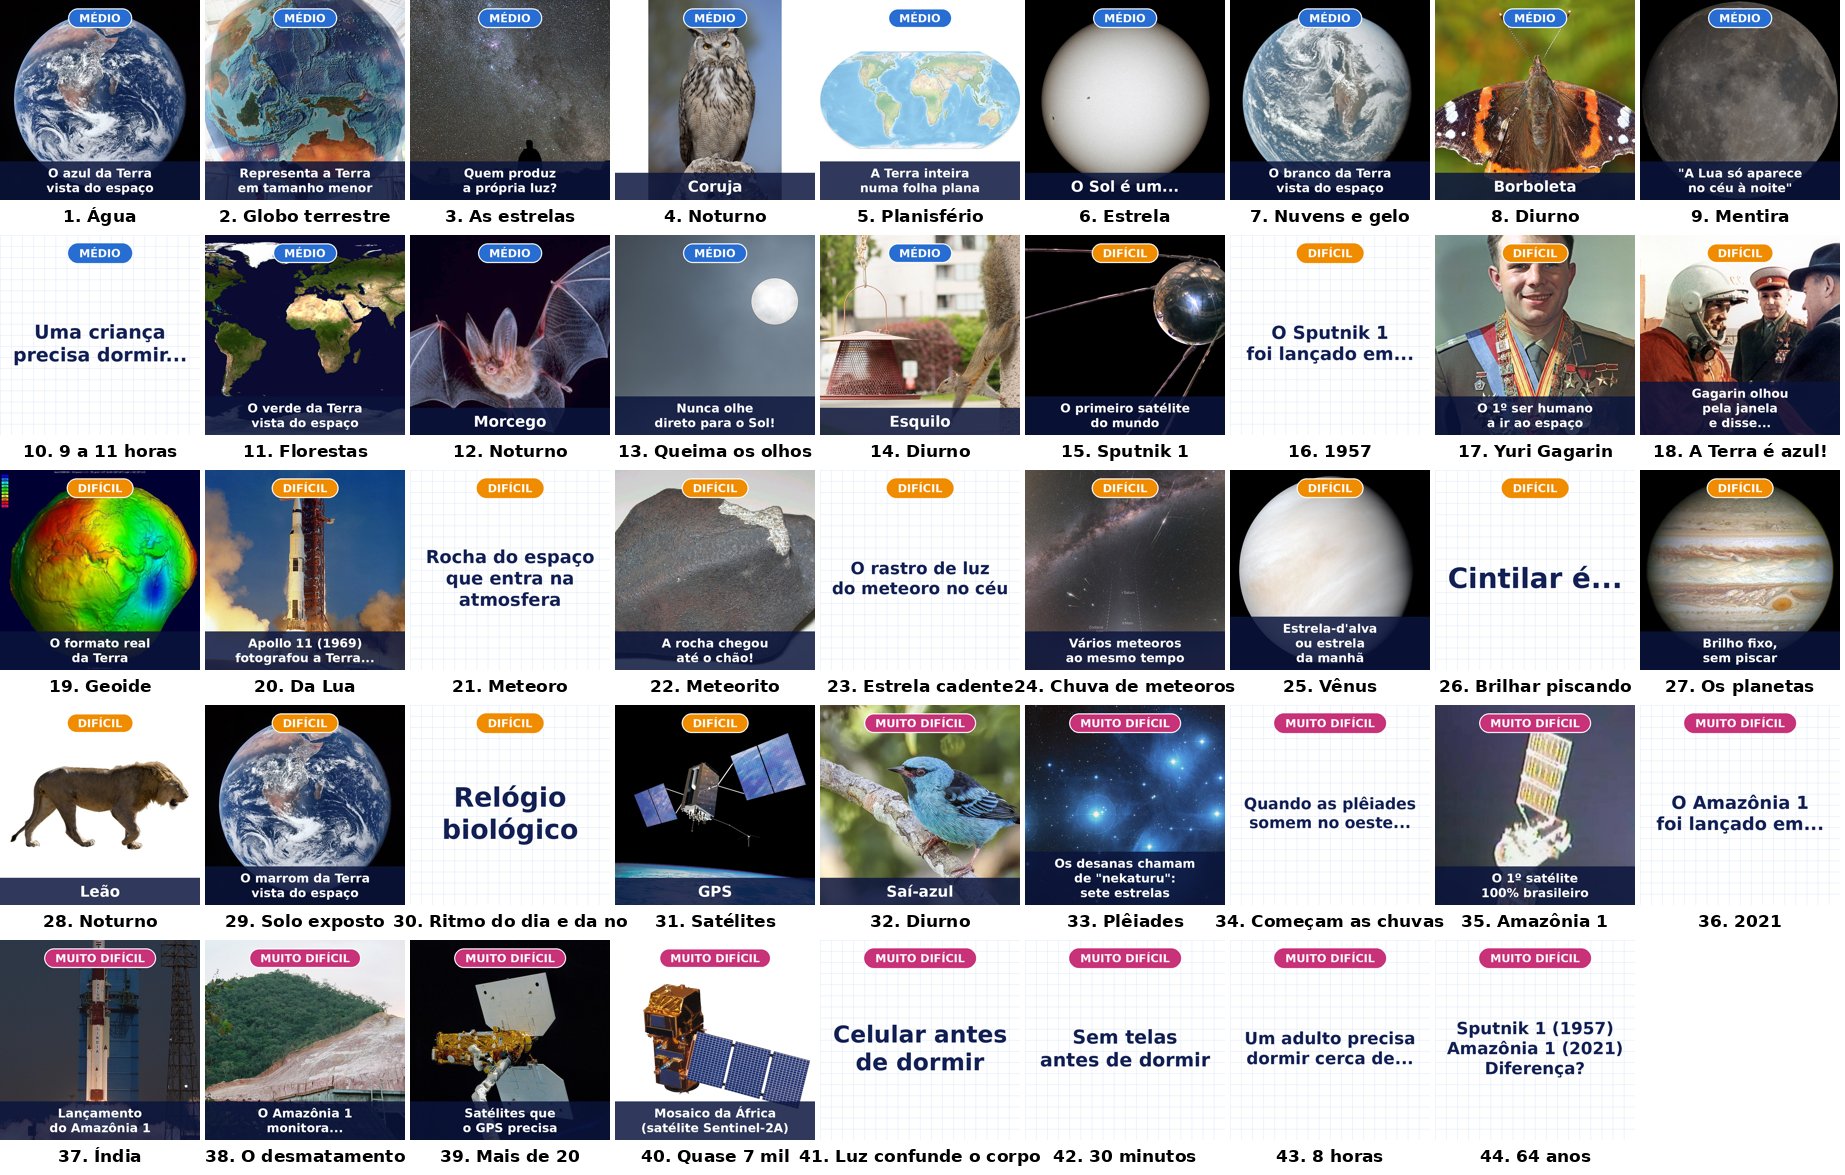 MÉDIO
O azul da Terra
vista do espaço
1. Água
MÉDIO
Representa a Terra
em tamanho menor
2. Globo terrestre
MÉDIO
Quem produz
a própria luz?
3. As estrelas
MÉDIO
Coruja
4. Noturno
MÉDIO
A Terra inteira
numa folha plana
5. Planisfério
MÉDIO
O Sol é um...
6. Estrela
MÉDIO
O branco da Terra
vista do espaço
7. Nuvens e gelo
MÉDIO
Borboleta
8. Diurno
MÉDIO
"A Lua só aparece
no céu à noite"
9. Mentira
MÉDIO
Uma criança
precisa dormir...
10. 9 a 11 horas
MÉDIO
O verde da Terra
vista do espaço
11. Florestas
MÉDIO
Morcego
12. Noturno
MÉDIO
Nunca olhe
direto para o Sol!
13. Queima os olhos
MÉDIO
Esquilo
14. Diurno
DIFÍCIL
O primeiro satélite
do mundo
15. Sputnik 1
DIFÍCIL
O Sputnik 1
foi lançado em...
16. 1957
DIFÍCIL
O 1º ser humano
a ir ao espaço
17. Yuri Gagarin
DIFÍCIL
Gagarin olhou
pela janela
e disse...
18. A Terra é azul!
DIFÍCIL
O formato real
da Terra
19. Geoide
DIFÍCIL
Apollo 11 (1969)
fotografou a Terra...
20. Da Lua
DIFÍCIL
Rocha do espaço
que entra na
atmosfera
21. Meteoro
DIFÍCIL
A rocha chegou
até o chão!
22. Meteorito
DIFÍCIL
O rastro de luz
do meteoro no céu
23. Estrela cadente
DIFÍCIL
Vários meteoros
ao mesmo tempo
24. Chuva de meteoros
DIFÍCIL
Estrela-d'alva
ou estrela
da manhã
25. Vênus
DIFÍCIL
Cintilar é...
26. Brilhar piscando
DIFÍCIL
Brilho fixo,
sem piscar
27. Os planetas
DIFÍCIL
Leão
28. Noturno
DIFÍCIL
O marrom da Terra
vista do espaço
29. Solo exposto
DIFÍCIL
Relógio
biológico
30. Ritmo do dia e da no
DIFÍCIL
GPS
31. Satélites
MUITO DIFÍCIL
Saí-azul
32. Diurno
MUITO DIFÍCIL
Os desanas chamam
de "nekaturu":
sete estrelas
33. Plêiades
MUITO DIFÍCIL
Quando as plêiades
somem no oeste...
34. Começam as chuvas
MUITO DIFÍCIL
O 1º satélite
100% brasileiro
35. Amazônia 1
MUITO DIFÍCIL
O Amazônia 1
foi lançado em...
36. 2021
MUITO DIFÍCIL
Lançamento
do Amazônia 1
37. Índia
MUITO DIFÍCIL
O Amazônia 1
monitora...
38. O desmatamento
MUITO DIFÍCIL
Satélites que
o GPS precisa
39. Mais de 20
MUITO DIFÍCIL
Mosaico da África
(satélite Sentinel-2A)
40. Quase 7 mil
MUITO DIFÍCIL
Celular antes
de dormir
41. Luz confunde o corpo
MUITO DIFÍCIL
Sem telas
antes de dormir
42. 30 minutos
MUITO DIFÍCIL
Um adulto precisa
dormir cerca de...
43. 8 horas
MUITO DIFÍCIL
Sputnik 1 (1957)
Amazônia 1 (2021)
Diferença?
44. 64 anos